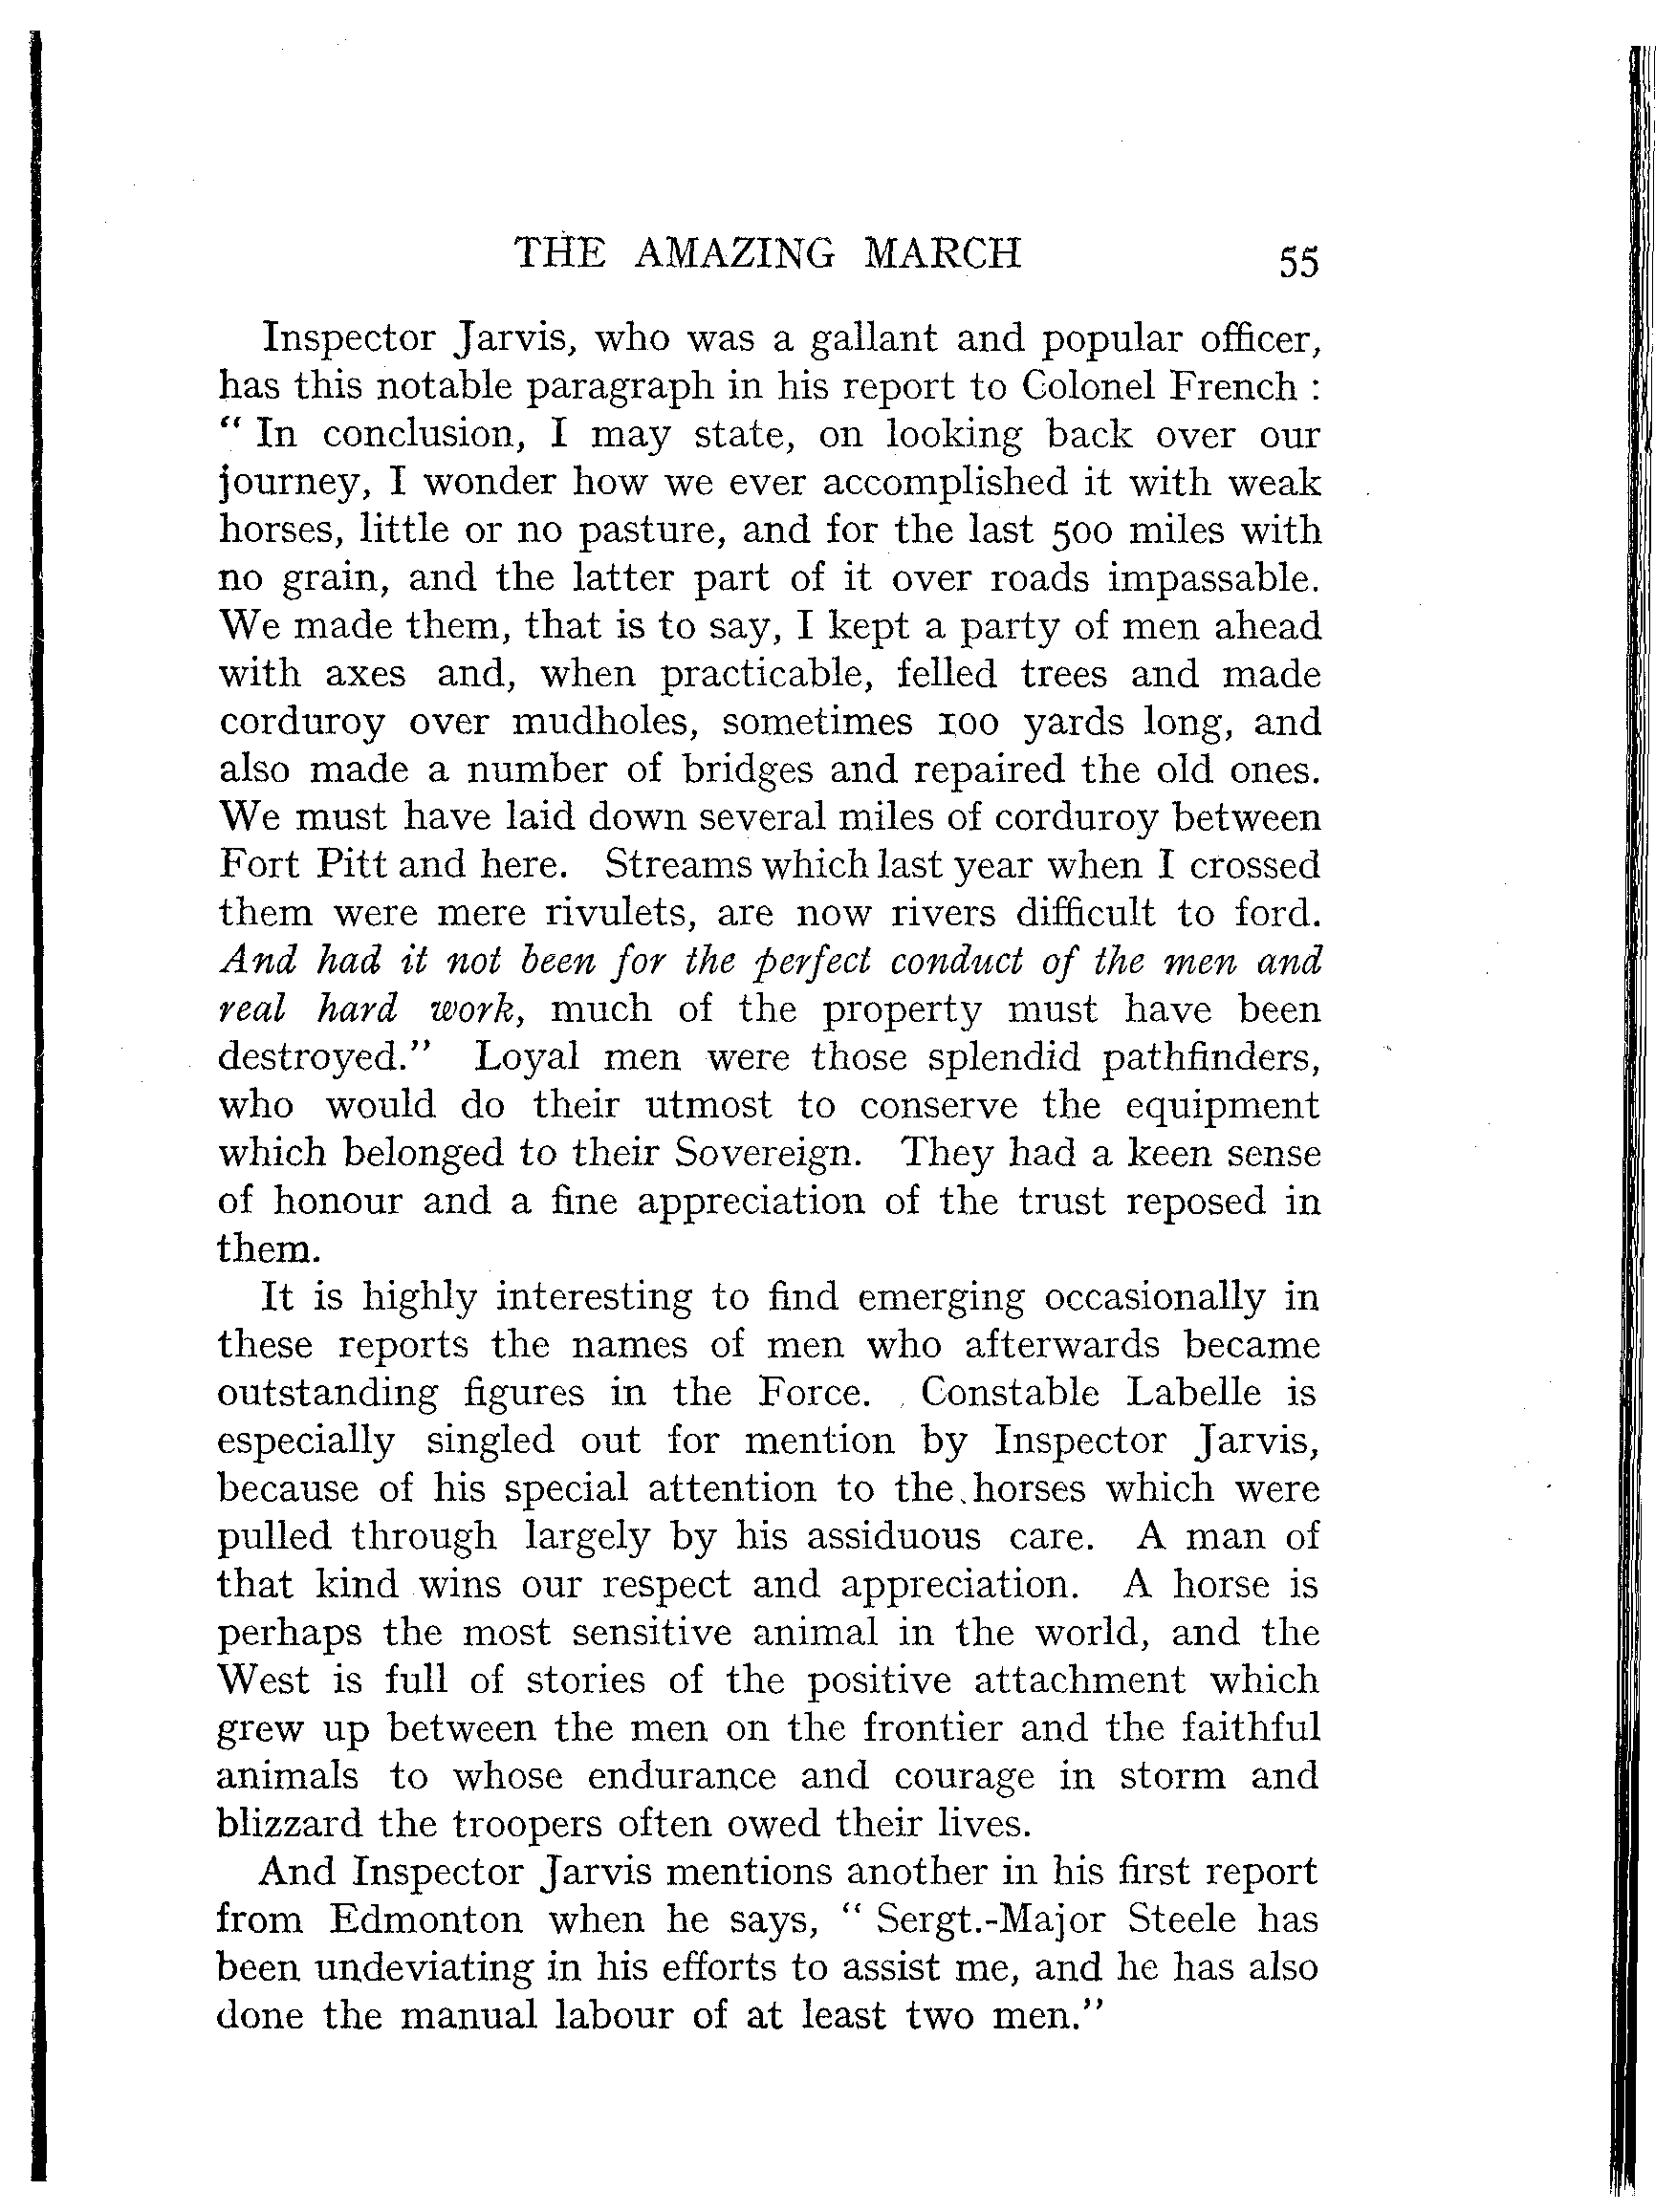 THE AMAZING MARCH 55
Inspector Jarvis, who was a gallant and popular officer,
has this notable paragraph in his report to Colonel French :
“ In conclusion, I may state, on looking back over our
journey, I wonder how we ever accomplished it with weak
horses, little or no pasture, and for the last 500 miles with
no grain, and the latter part of it over roads impassable.
We made them, that is to say, I kept a party of men ahead
with axes and, when practicable, felled trees and made
corduroy over mudholes, sometimes 100 yards long, and
also made a number of bridges and repaired the old ones.
We must have laid down several miles of corduroy between
Fort Pitt and here. Streams which last year when I crossed
them were mere rivulets, are now rivers difficult to ford.
And had it not been for the perfect conduct of the men and
real hard work, much of the property must have been
destroyed.” Loyal men were those splendid pathfinders,
who would do their utmost to conserve the equipment
which belonged to their Sovereign. They had a keen sense
of honour and a fine appreciation of the trust reposed in
them.
It is highly interesting to find emerging occasionally in
these reports the names of men who afterwards became
outstanding figures in the Force. Constable Labelle is
especially singled out for mention by Inspector Jarvis,
because of his special attention to the horses which were
pulled through largely by his assiduous care. A man of
that kind wins our respect and appreciation. A horse is
perhaps the most sensitive animal in the world, and the
West is full of stories of the positive attachment which
grew up between the men on the frontier and the faithful
animals to whose endurance and courage in storm and
blizzard the troopers often owed their lives.
And Inspector Jarvis mentions another in his first report
from Edmonton when he says, “ Sergt.-Major Steele has
been undeviating in his efforts to assist me, and he has also
done the manual labour of at least two men.”